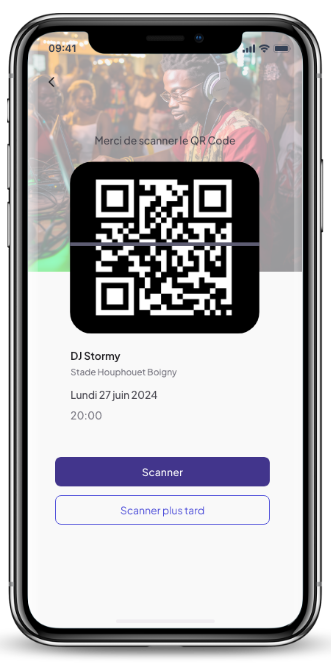 09:41
Merci de scanner le QR Code
DJ Stormy
Stade Houphouet Boigny
Lundi 27 juin 2024
20:00
Scanner
Scanner plus tard